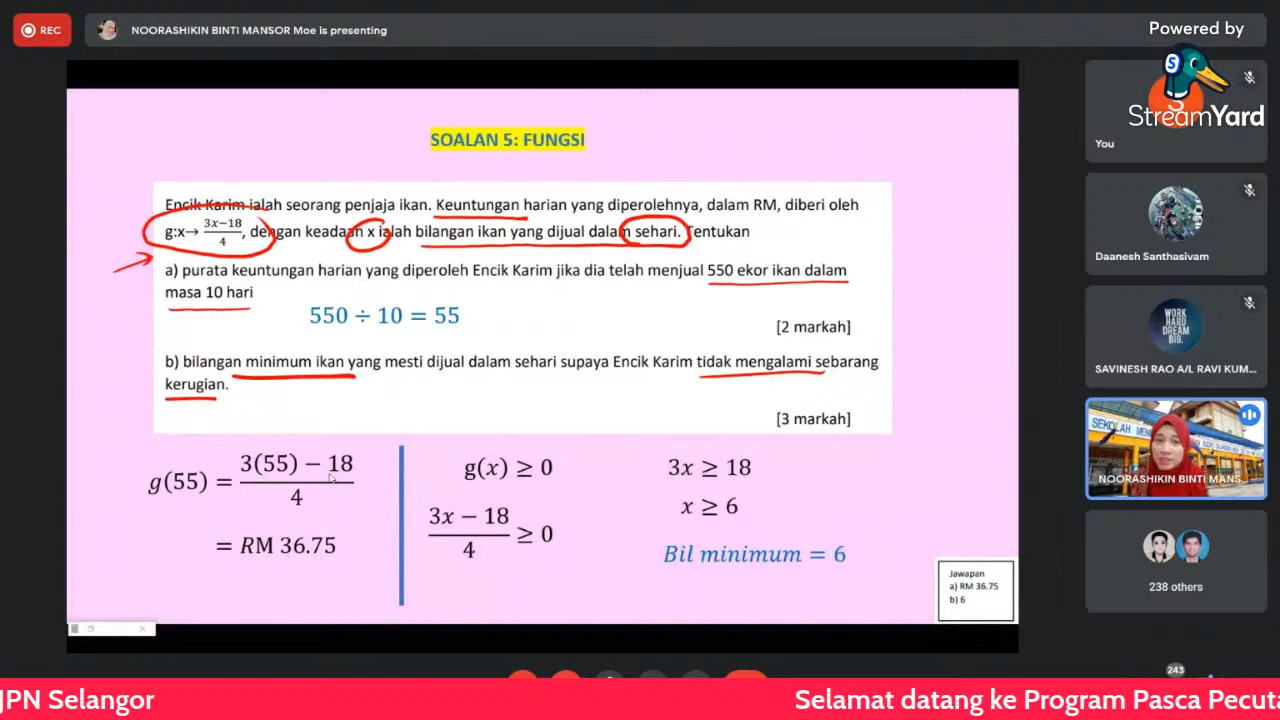 REC
NOORASHIKIN BINTI MANSOR Moe is presenting
Powered by
StreamYard
You
SOALAN 5: FUNGSI
Encik Karim ialah seorang penjaja ikan. Keuntungan harian yang diperolehnya, dalam RM, diberi oleh
g:x→ 3x−18/4, dengan keadaan x ialah bilangan ikan yang dijual dalam sehari. Tentukan
a) purata keuntungan harian yang diperoleh Encik Karim jika dia telah menjual 550 ekor ikan dalam
masa 10 hari
550 ÷ 10 = 55
[2 markah]
b) bilangan minimum ikan yang mesti dijual dalam sehari supaya Encik Karim tidak mengalami sebarang
kerugian.
[3 markah]
g(55) = 3(55) − 18/4
= RM 36.75
g(x) ≥ 0
3x − 18/4 ≥ 0
3x ≥ 18
x ≥ 6
Bil minimum = 6
Jawapan
a) RM 36.75
b) 6
Daanesh Santhasivam
WORK
HARD
DREAM
BIG.
SAVINESH RAO A/L RAVI KUM...
SEKOLAH MENE
NOORASHIKIN BINTI MANS...
238 others
243
JPN Selangor
Selamat datang ke Program Pasca Pecuta